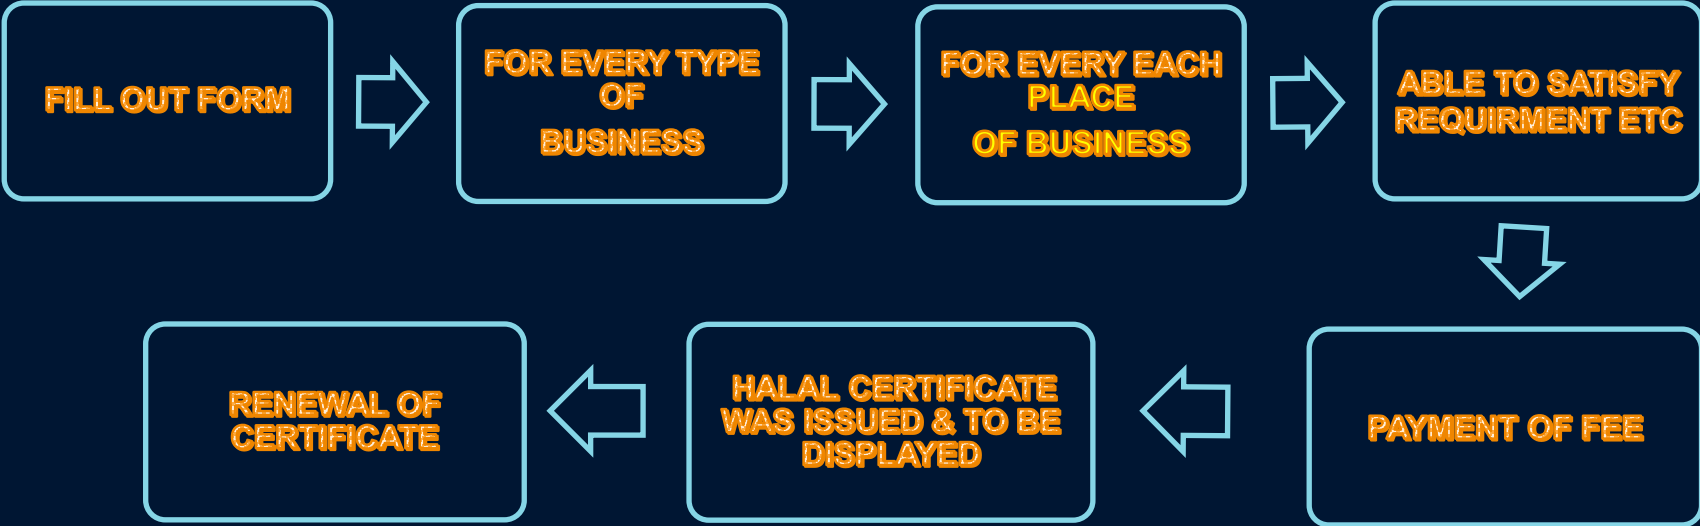 FILL OUT FORM
FOR EVERY TYPE
OF
BUSINESS
FOR EVERY EACH
PLACE
OF BUSINESS
ABLE TO SATISFY
REQUIRMENT ETC
PAYMENT OF FEE
HALAL CERTIFICATE
WAS ISSUED & TO BE
DISPLAYED
RENEWAL OF
CERTIFICATE